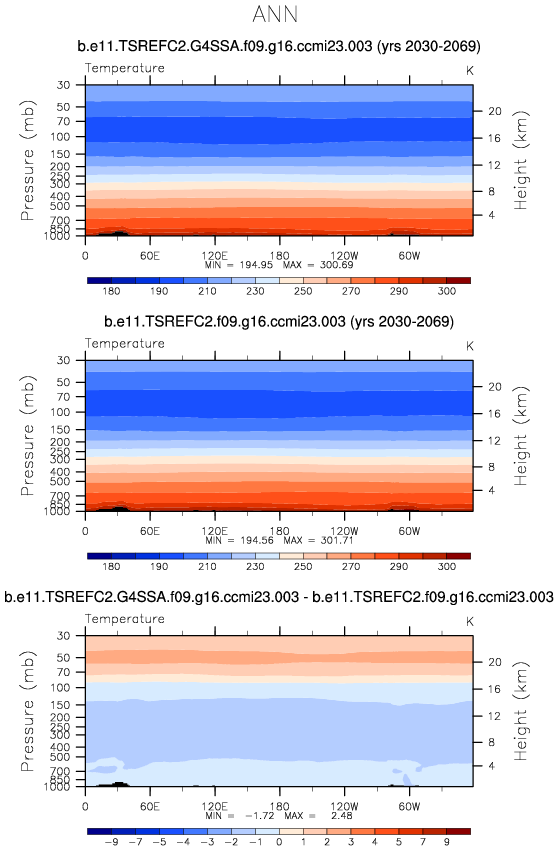 ANN
b.e11.TSREFC2.G4SSA.f09.g16.ccmi23.003 (yrs 2030-2069)
Temperature K
30
50
70
100
150
200
250
300
400
500
700
850
1000
Pressure (mb)
20
16
12
8
4
Height (km)
0 60E 120E 180 120W 60W
MIN = 194.95 MAX = 300.69
180 190 210 230 250 270 290 300
b.e11.TSREFC2.f09.g16.ccmi23.003 (yrs 2030-2069)
Temperature K
30
50
70
100
150
200
250
300
400
500
700
850
1000
Pressure (mb)
20
16
12
8
4
Height (km)
0 60E 120E 180 120W 60W
MIN = 194.56 MAX = 301.71
180 190 210 230 250 270 290 300
b.e11.TSREFC2.G4SSA.f09.g16.ccmi23.003 - b.e11.TSREFC2.f09.g16.ccmi23.003
Temperature K
30
50
70
100
150
200
250
300
400
500
700
850
1000
Pressure (mb)
20
16
12
8
4
Height (km)
0 60E 120E 180 120W 60W
MIN = -1.72 MAX = 2.48
-9 -7 -5 -4 -3 -2 -1 0 1 2 3 4 5 7 9